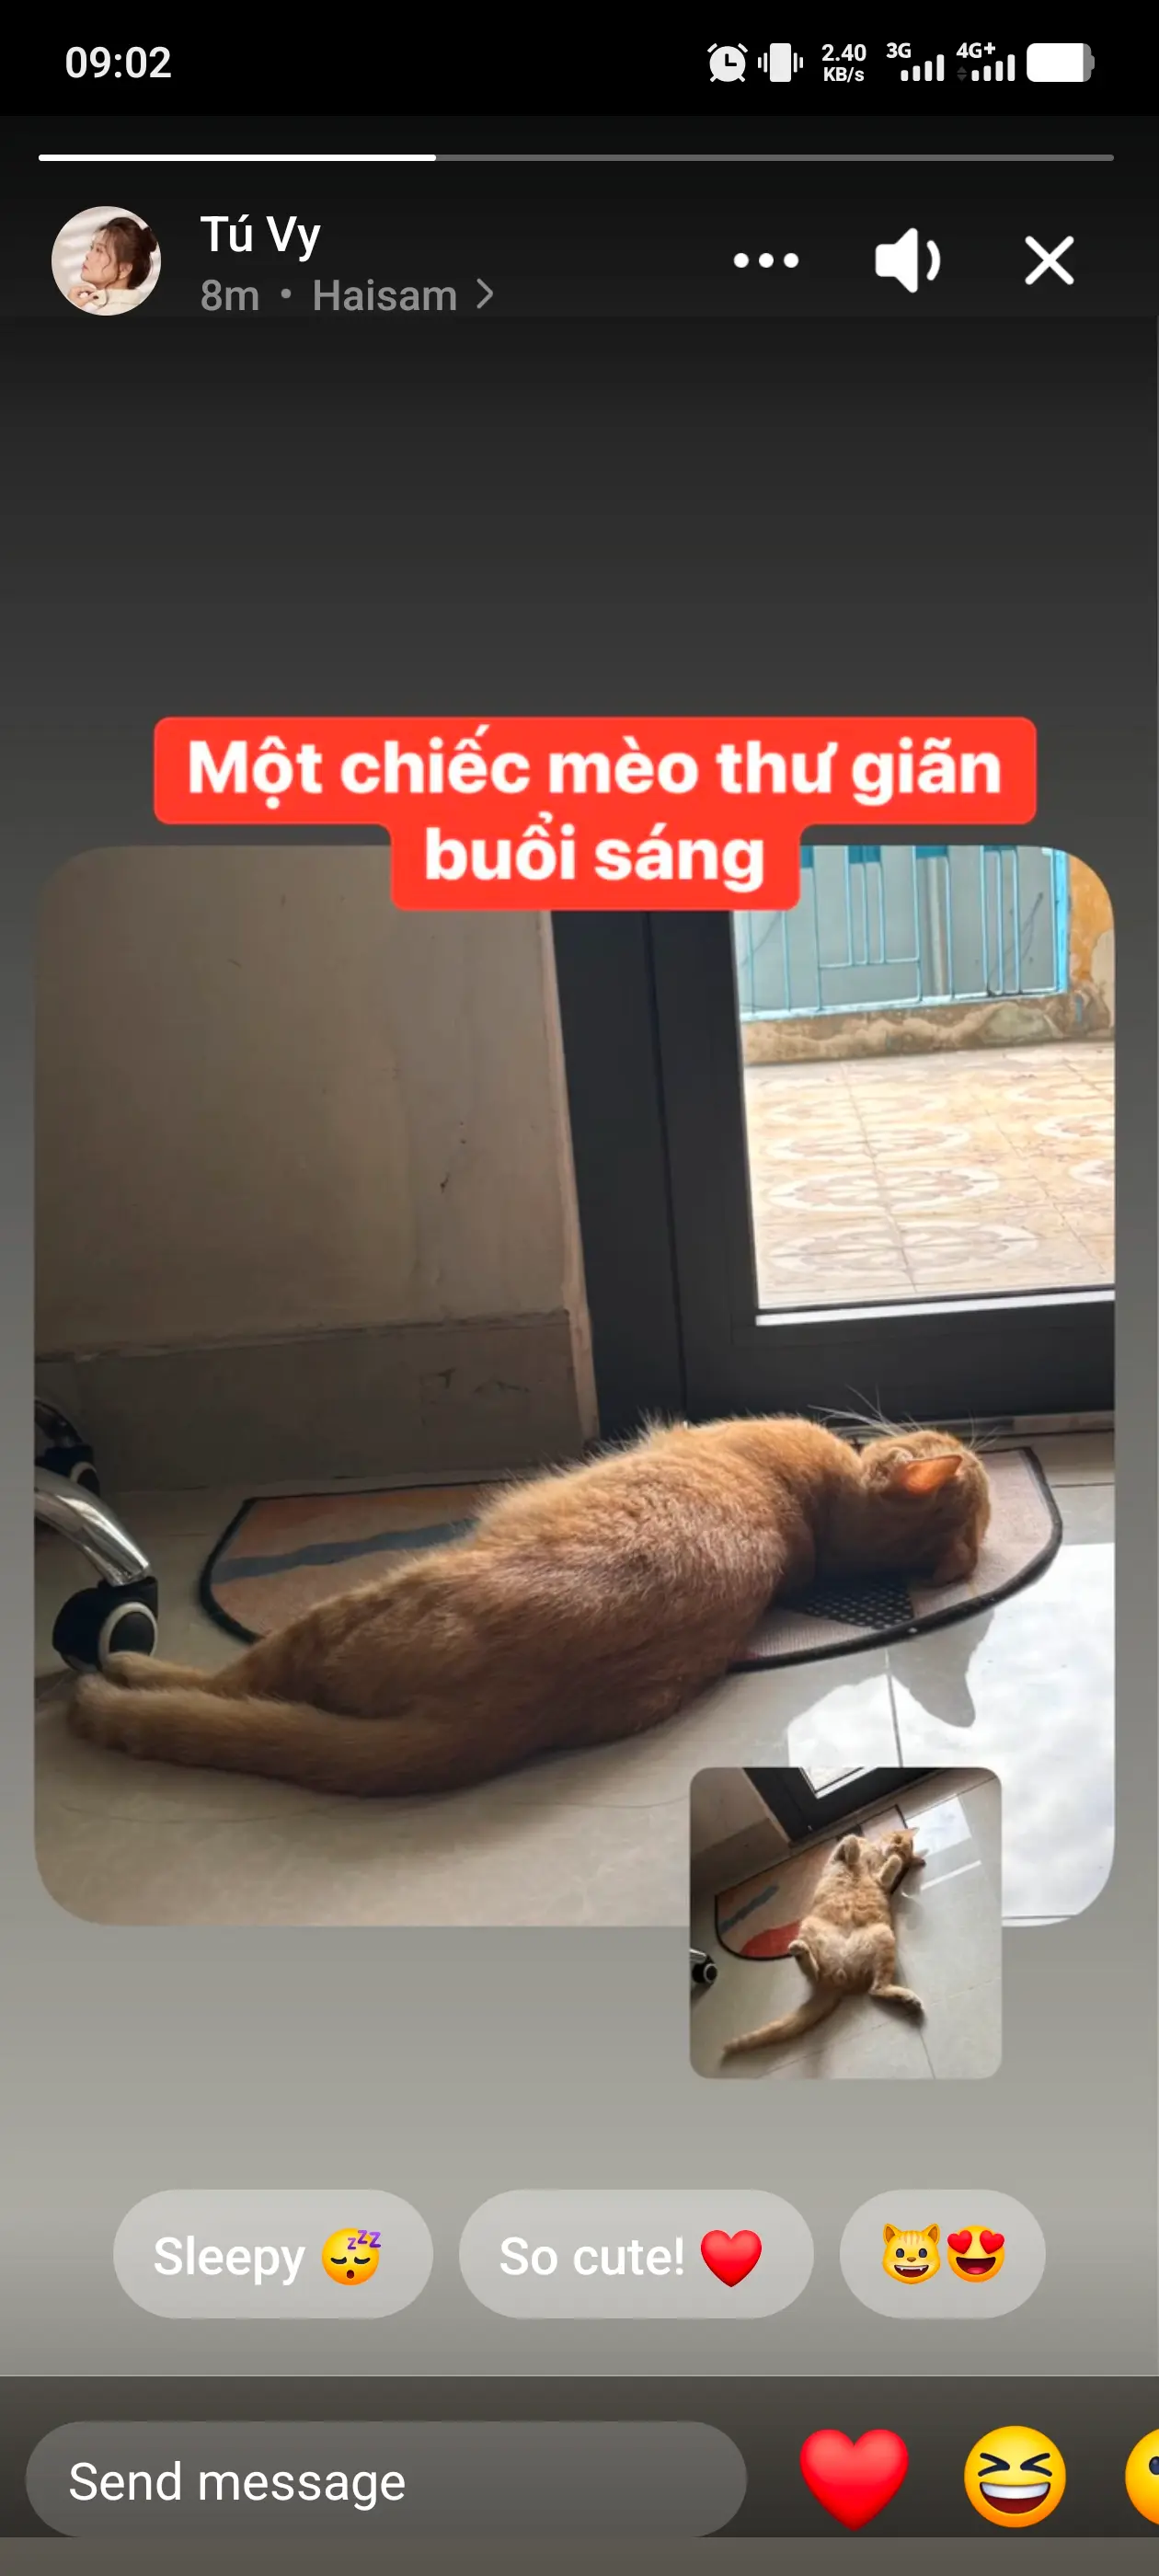 09:02
2.40
KB/s
3G
4G+
Tú Vy
8m • Haisam
Một chiếc mèo thư giãn
buổi sáng
Sleepy 😴
So cute! ❤️
😺😍
Send message